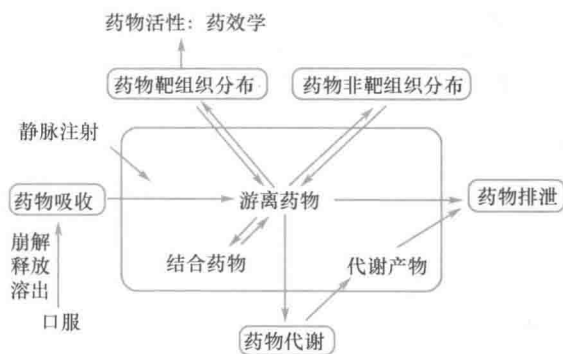 药物活性：药效学
药物靶组织分布
药物非靶组织分布
静脉注射
药物吸收
游离药物
药物排泄
崩解
释放
溶出
结合药物
代谢产物
口服
药物代谢